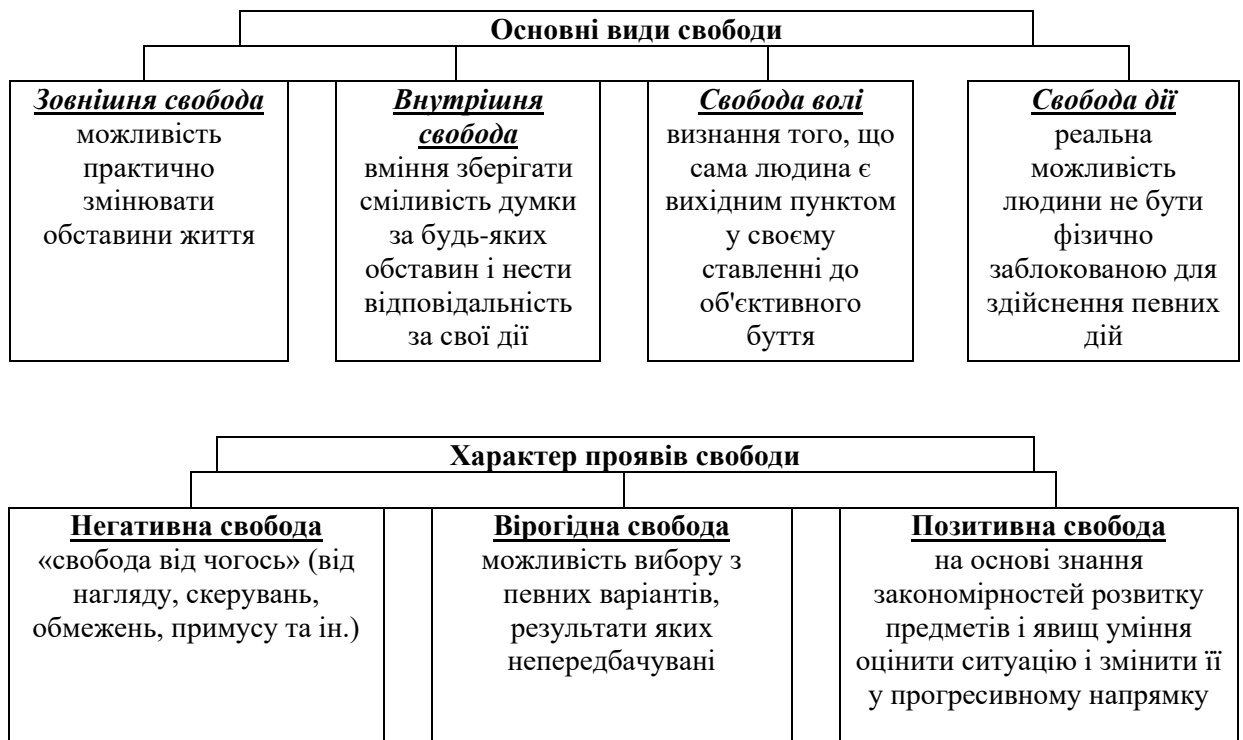 Основні види свободи
Зовнішня свобода
можливість
практично
змінювати
обставини життя
Внутрішня
свобода
вміння зберігати
сміливість думки
за будь-яких
обставин і нести
відповідальність
за свої дії
Свобода волі
визнання того, що
сама людина є
вихідним пунктом
у своєму
ставленні до
об'єктивного
буття
Свобода дії
реальна
можливість
людини не бути
фізично
заблокованою для
здійснення певних
дій
Характер проявів свободи
Негативна свобода
«свобода від чогось» (від
нагляду, скерувань,
обмежень, примусу та ін.)
Вірогідна свобода
можливість вибору з
певних варіантів,
результати яких
непередбачувані
Позитивна свобода
на основі знання
закономірностей розвитку
предметів і явищ уміння
оцінити ситуацію і змінити її
у прогресивному напрямку